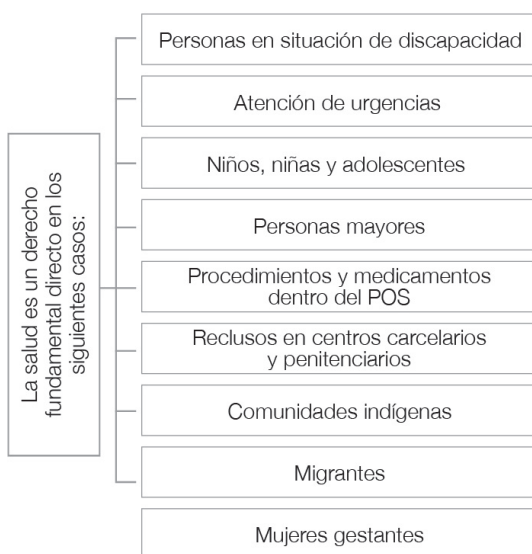 La salud es un derecho
fundamental directo en los
siguientes casos:
Personas en situación de discapacidad
Atención de urgencias
Niños, niñas y adolescentes
Personas mayores
Procedimientos y medicamentos
dentro del POS
Reclusos en centros carcelarios
y penitenciarios
Comunidades indígenas
Migrantes
Mujeres gestantes